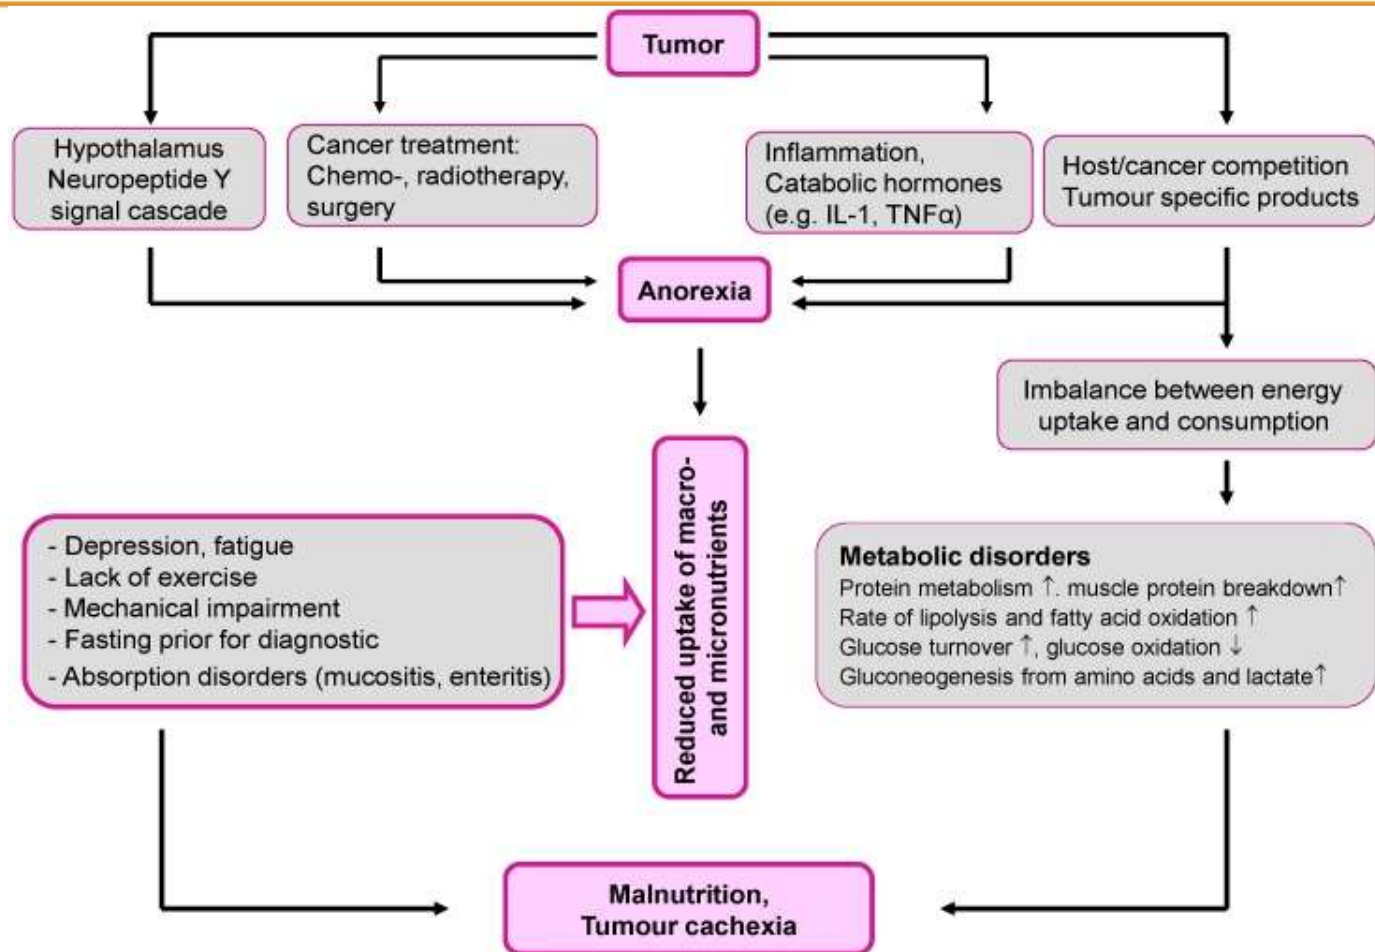 Tumor
Hypothalamus
Neuropeptide Y
signal cascade
Cancer treatment:
Chemo-, radiotherapy,
surgery
Inflammation,
Catabolic hormones
(e.g. IL-1, TNFα)
Host/cancer competition
Tumour specific products
Anorexia
Imbalance between energy
uptake and consumption
Reduced uptake of macro-
and micronutrients
- Depression, fatigue
- Lack of exercise
- Mechanical impairment
- Fasting prior for diagnostic
- Absorption disorders (mucositis, enteritis)
Metabolic disorders
Protein metabolism ↑. muscle protein breakdown↑
Rate of lipolysis and fatty acid oxidation ↑
Glucose turnover ↑, glucose oxidation ↓
Gluconeogenesis from amino acids and lactate↑
Malnutrition,
Tumour cachexia